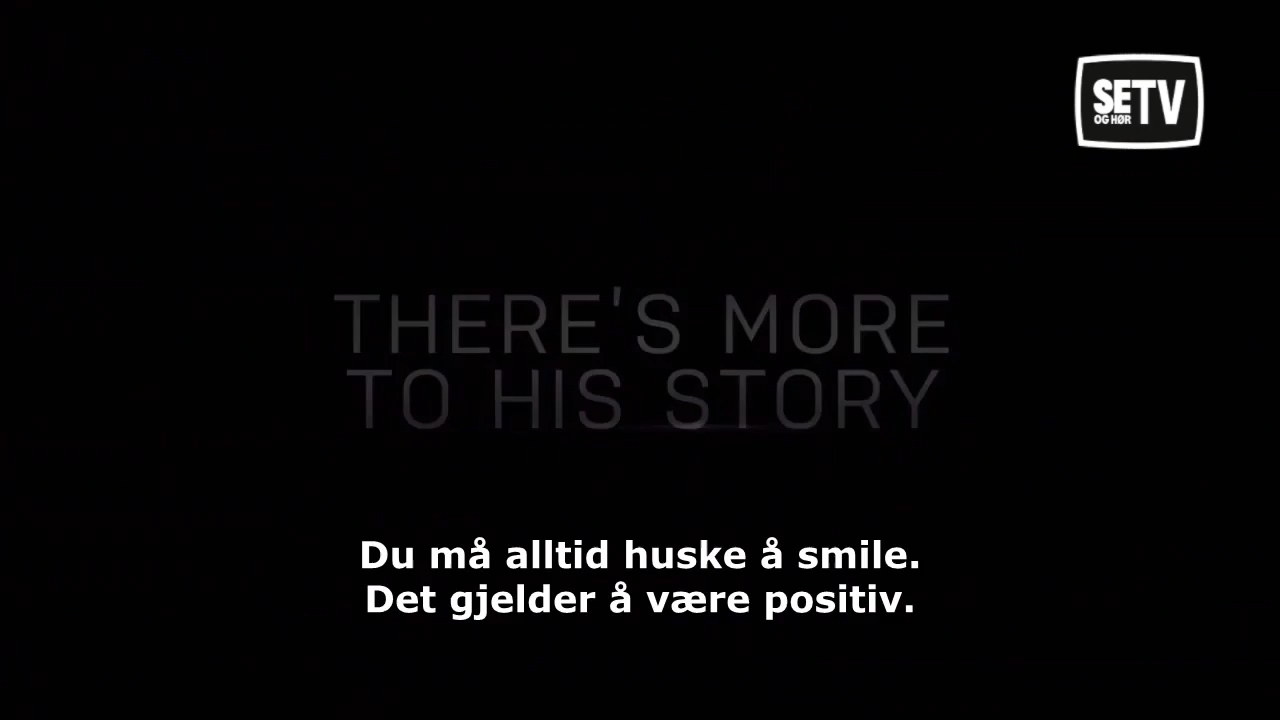 SE TV
OG HØR
THERE'S MORE
TO HIS STORY
Du må alltid huske å smile.
Det gjelder å være positiv.